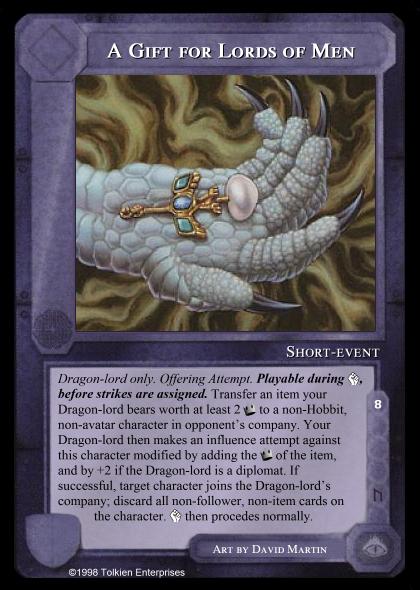 A Gift for Lords of Men
Short-event
Dragon-lord only. Offering Attempt. Playable during ,
before strikes are assigned. Transfer an item your
Dragon-lord bears worth at least 2 to a non-Hobbit,
non-avatar character in opponent's company. Your
Dragon-lord then makes an influence attempt against
this character modified by adding the of the item,
and by +2 if the Dragon-lord is a diplomat. If
successful, target character joins the Dragon-lord's
company; discard all non-follower, non-item cards on
the character. then procedes normally.
8
Art by David Martin
©1998 Tolkien Enterprises